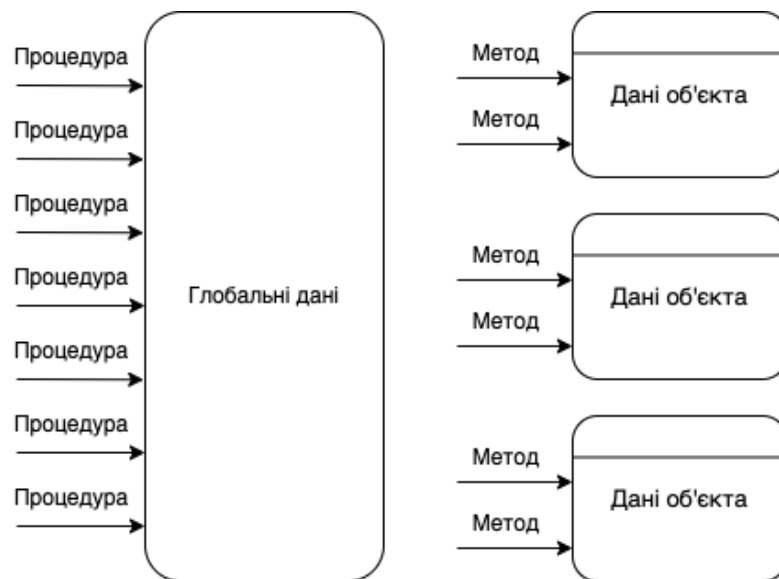 Процедура
Процедура
Процедура
Процедура
Процедура
Процедура
Процедура
Глобальні дані
Метод
Метод
Дані об'єкта
Метод
Метод
Дані об'єкта
Метод
Метод
Дані об'єкта